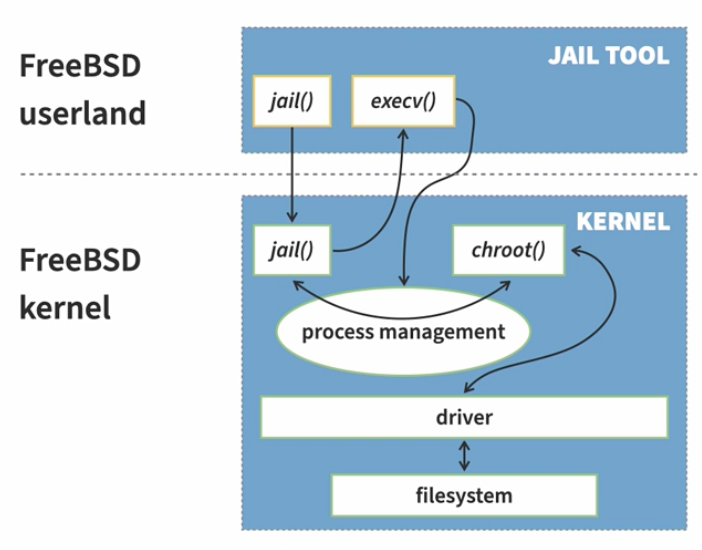 FreeBSD
userland
JAIL TOOL
jail()
execv()
FreeBSD
kernel
KERNEL
jail()
chroot()
process management
driver
filesystem